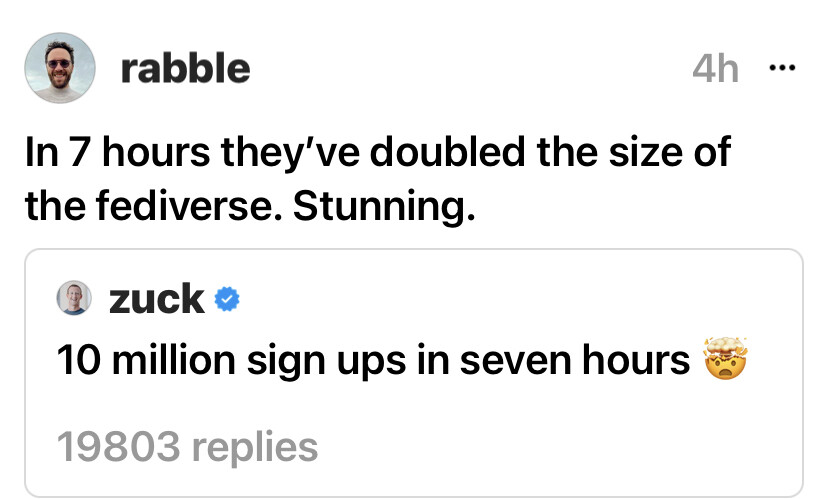 rabble
4h
In 7 hours they’ve doubled the size of
the fediverse. Stunning.
zuck
10 million sign ups in seven hours 🤯
19803 replies